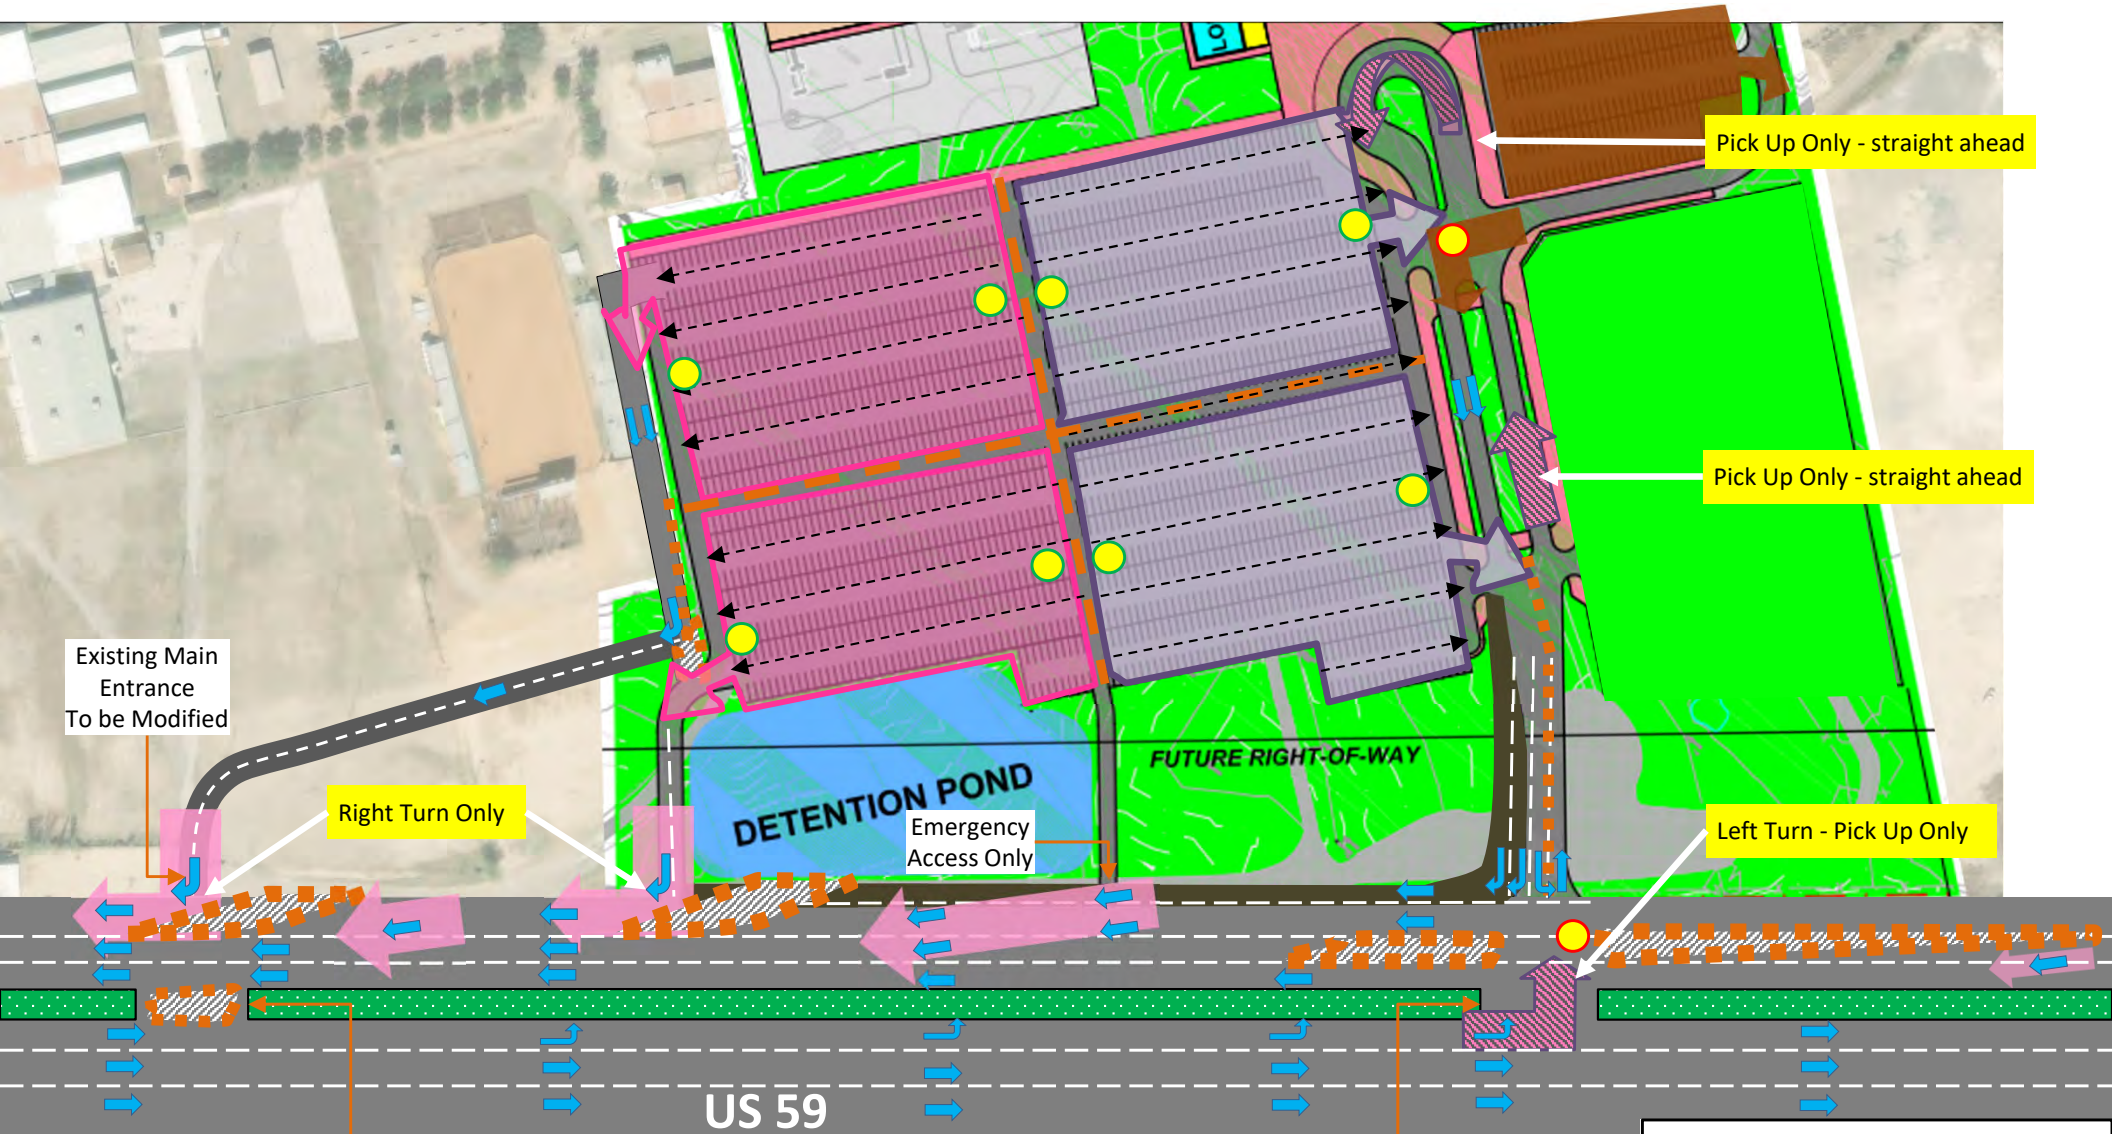 LO
Pick Up Only - straight ahead
Pick Up Only - straight ahead
Existing Main
Entrance
To be Modified
Right Turn Only
FUTURE RIGHT-OF-WAY
DETENTION POND
Emergency
Access Only
Left Turn - Pick Up Only
US 59